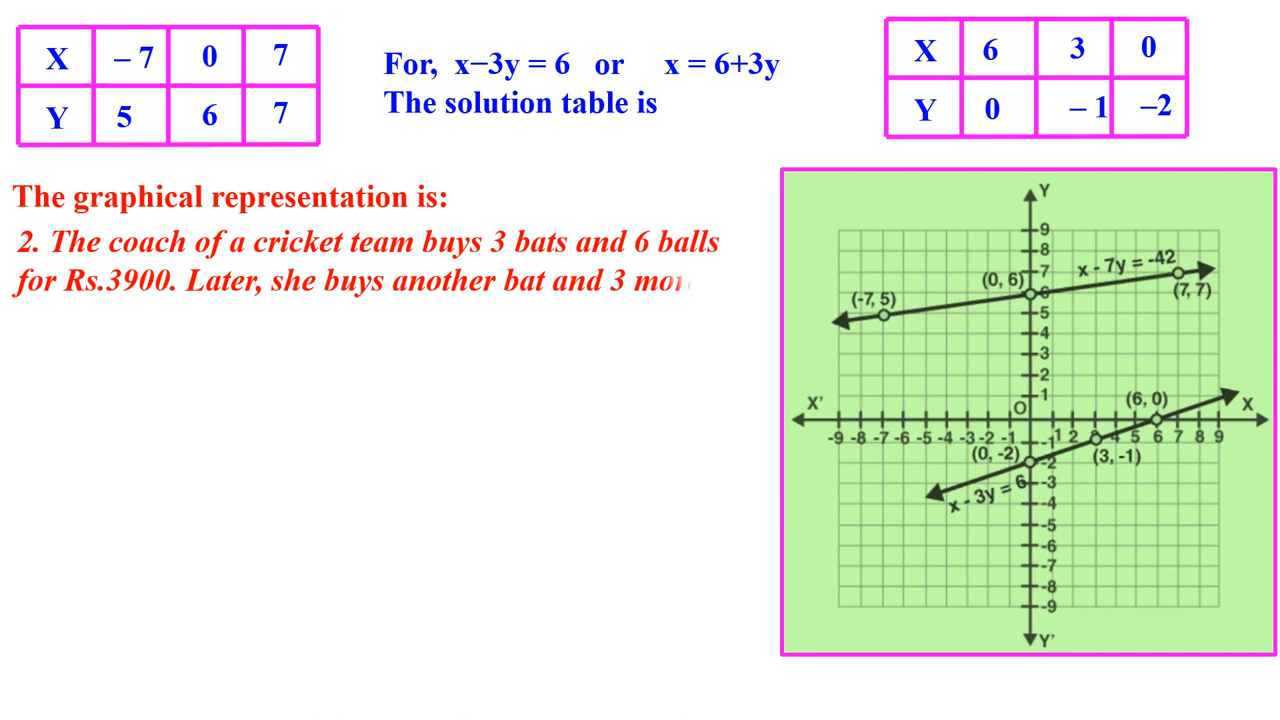 X – 7 0 7
Y 5 6 7
For, x−3y = 6 or x = 6+3y
The solution table is
X 6 3 0
Y 0 – 1 –2
The graphical representation is:
2. The coach of a cricket team buys 3 bats and 6 balls
for Rs.3900. Later, she buys another bat and 3
Y
9
8
7
6
5
4
3
2
1
x - 7y = -42
(0, 6)
(-7, 5)
(7, 7)
X'
O
(6, 0)
X
-9 -8 -7 -6 -5 -4 -3 -2 -1 1 2 3 4 5 6 7 8 9
(0, -2)
(3, -1)
x - 3y = 6
-1
-2
-3
-4
-5
-6
-7
-8
-9
Y'